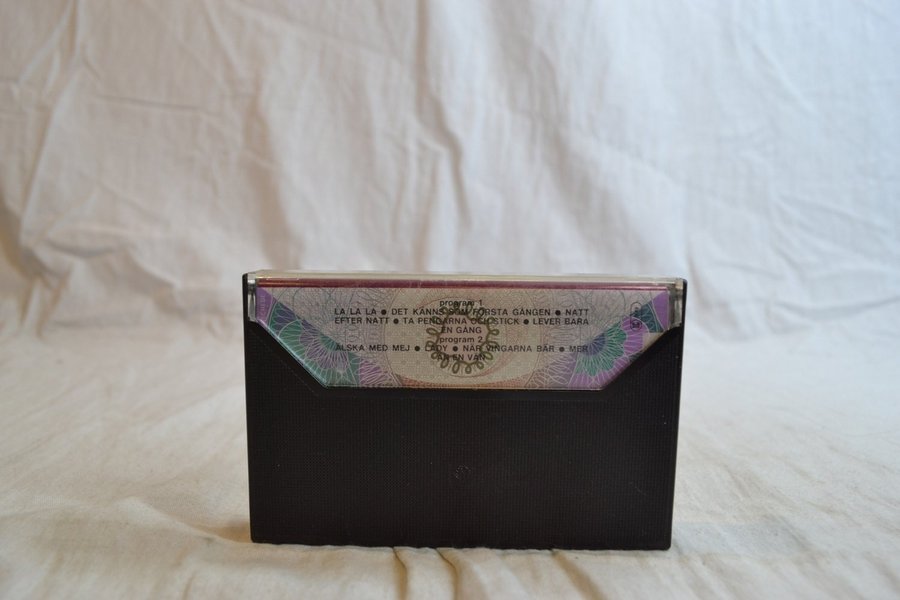 program 1
LA LA LA ● DET KÄNNS SOM FÖRSTA GÅNGEN ● NATT
EFTER NATT ● TA PENGARNA OCH STICK ● LEVER BARA
EN GÅNG
program 2
ÄLSKA MED MEJ ● LADY ● NÄR VINGARNA BÄR ● MER
ÄN EN VÄN